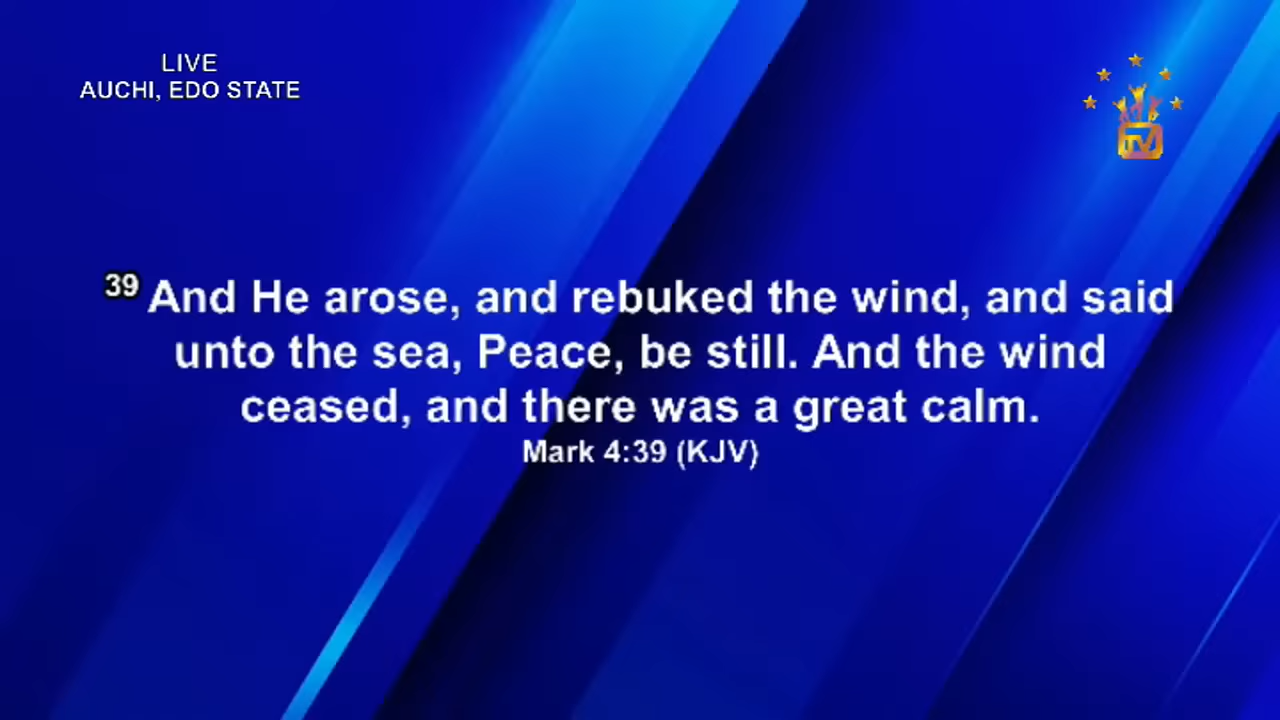 LIVE
AUCHI, EDO STATE
TV
39 And He arose, and rebuked the wind, and said
unto the sea, Peace, be still. And the wind
ceased, and there was a great calm.
Mark 4:39 (KJV)